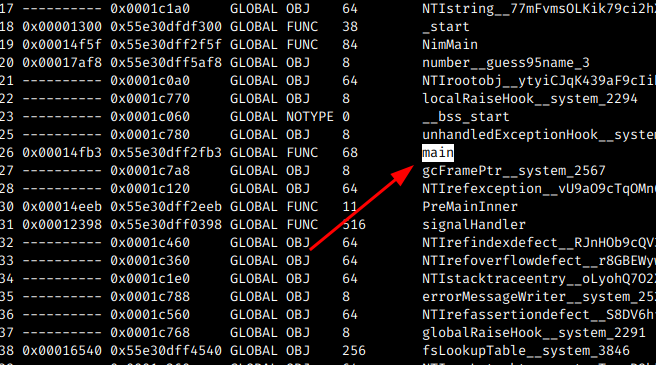 17 ---------- 0x0001c1a0 GLOBAL OBJ 64 NTIstring__77mFvmsOLKik79ci2h
18 0x00001300 0x55e30dfdf300 GLOBAL FUNC 38 _start
19 0x00014f5f 0x55e30dff2f5f GLOBAL FUNC 84 NimMain
20 0x00017af8 0x55e30dff5af8 GLOBAL OBJ 8 number__guess95name_3
21 ---------- 0x0001c0a0 GLOBAL OBJ 64 NTIrootobj__ytyiCJqK439aF9cIi
22 ---------- 0x0001c770 GLOBAL OBJ 8 localRaiseHook__system_2294
23 ---------- 0x0001c060 GLOBAL NOTYPE 0 __bss_start
25 ---------- 0x0001c780 GLOBAL OBJ 8 unhandledExceptionHook__system
26 0x00014fb3 0x55e30dff2fb3 GLOBAL FUNC 68 main
27 ---------- 0x0001c7a8 GLOBAL OBJ 8 gcFramePtr__system_2567
28 ---------- 0x0001c120 GLOBAL OBJ 64 NTIrefexception__vU9aO9cTqOMn
30 0x00014eeb 0x55e30dff2eeb GLOBAL FUNC 11 PreMainInner
31 0x00012398 0x55e30dff0398 GLOBAL FUNC 516 signalHandler
32 ---------- 0x0001c460 GLOBAL OBJ 64 NTIrefindexdefect__RJnHOb9cQV
33 ---------- 0x0001c360 GLOBAL OBJ 64 NTIrefoverflowdefect__r8GBEWy
34 ---------- 0x0001c1e0 GLOBAL OBJ 64 NTIstacktraceentry__oLyohQ7O2
35 ---------- 0x0001c788 GLOBAL OBJ 8 errorMessageWriter__system_25
36 ---------- 0x0001c560 GLOBAL OBJ 64 NTIrefassertiondefect__S8DV6h
37 ---------- 0x0001c768 GLOBAL OBJ 8 globalRaiseHook__system_2291
38 0x00016540 0x55e30dff4540 GLOBAL OBJ 256 fsLookupTable__system_3846